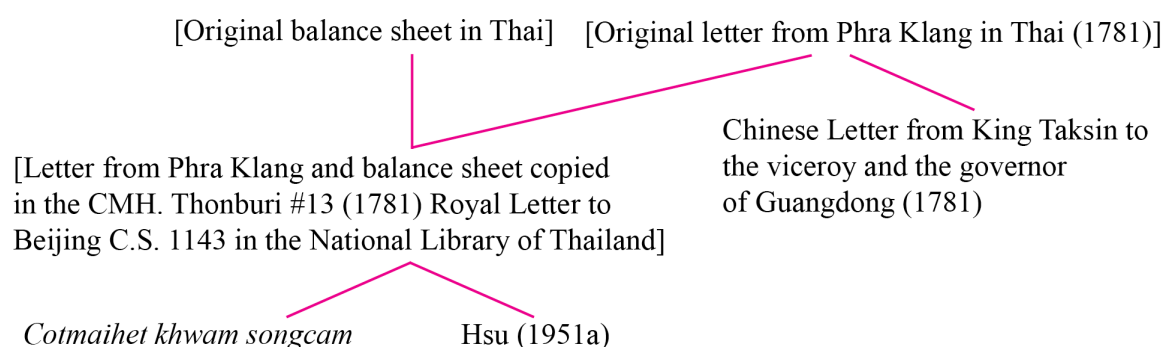 [Original balance sheet in Thai]
[Original letter from Phra Klang in Thai (1781)]
Chinese Letter from King Taksin to
the viceroy and the governor
of Guangdong (1781)
[Letter from Phra Klang and balance sheet copied
in the CMH. Thonburi #13 (1781) Royal Letter to
Beijing C.S. 1143 in the National Library of Thailand]
Cotmaihet khwam songcam
Hsu (1951a)